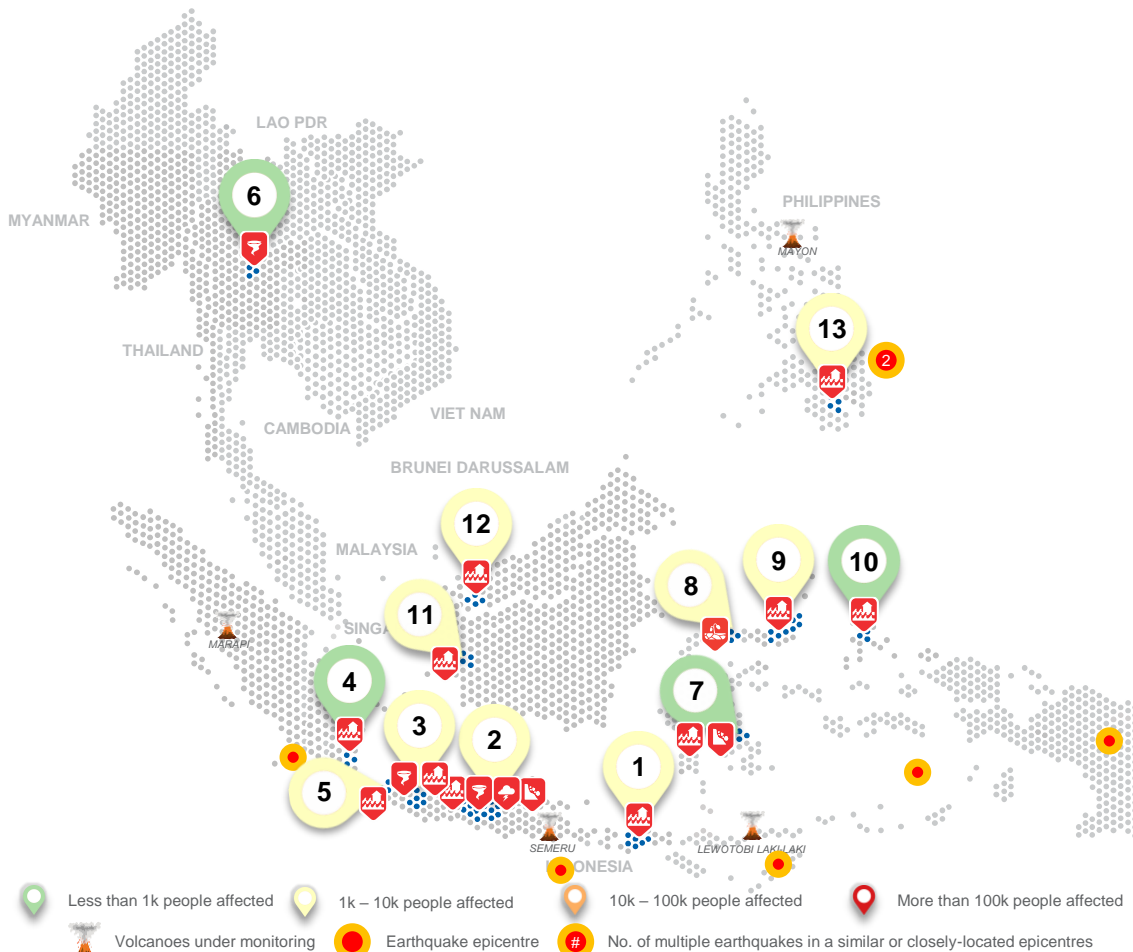 LAO PDR
6
MYANMAR
PHILIPPINES
MAYON
13
2
THAILAND
VIET NAM
CAMBODIA
BRUNEI DARUSSALAM
12
MALAYSIA
9
10
8
11
SINGA
MARAPI
4
7
3
2
1
5
SEMERU
LEWOTOBI LAKI-LAKI
ONESIA
Less than 1k people affected
1k – 10k people affected
10k – 100k people affected
More than 100k people affected
Volcanoes under monitoring
Earthquake epicentre
#
No. of multiple earthquakes in a similar or closely-located epicentres